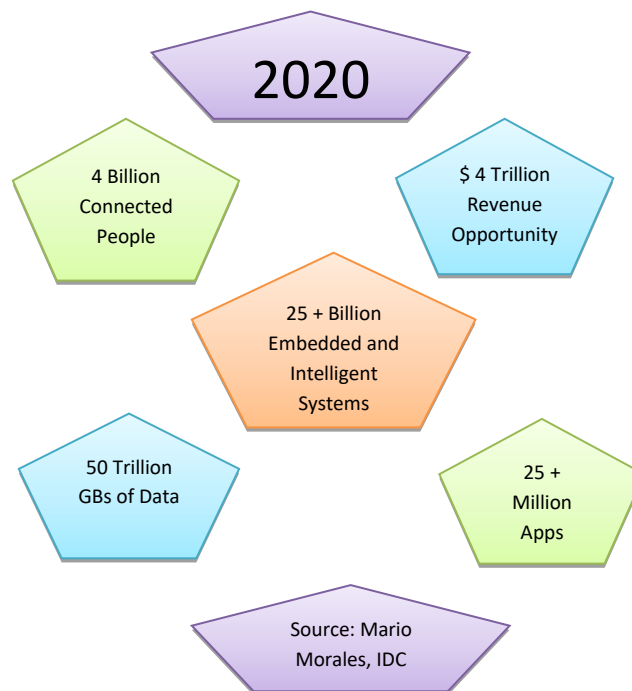 2020
4 Billion
Connected
People
$ 4 Trillion
Revenue
Opportunity
25 + Billion
Embedded and
Intelligent
Systems
50 Trillion
GBs of Data
25 +
Million
Apps
Source: Mario
Morales, IDC